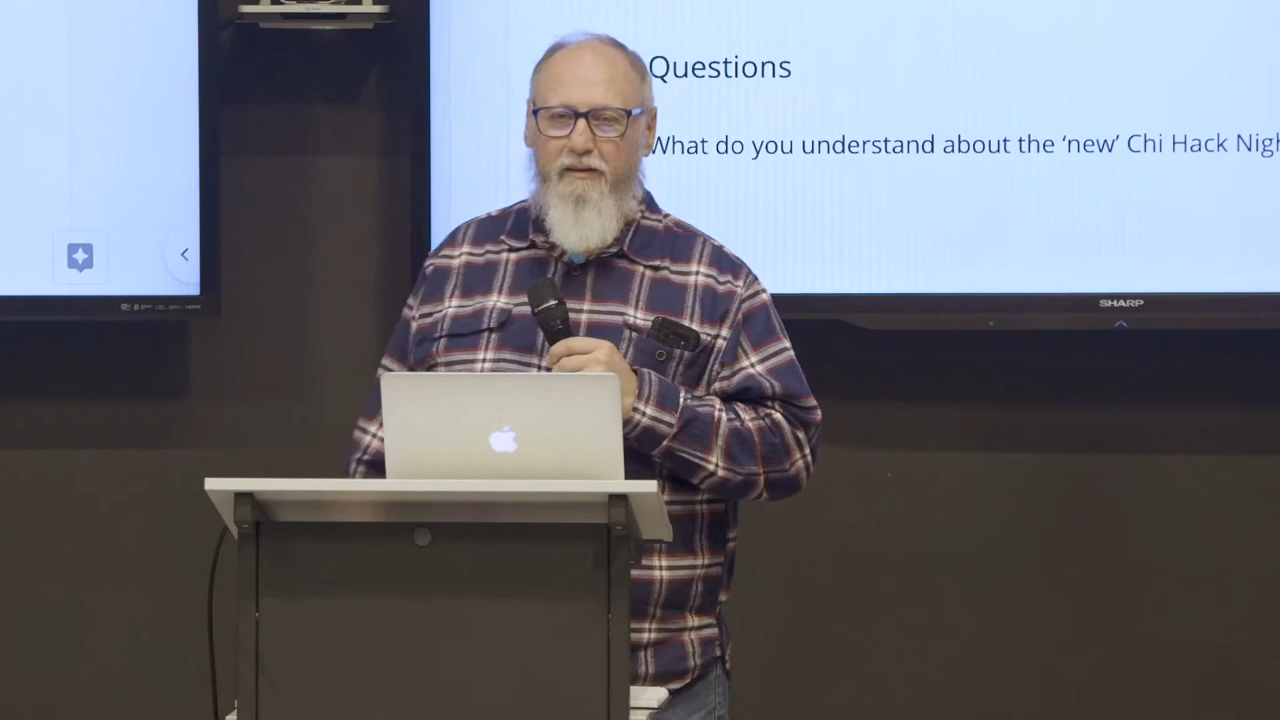 Questions
What do you understand about the ‘new’ Chi Hack Nigh
SHARP